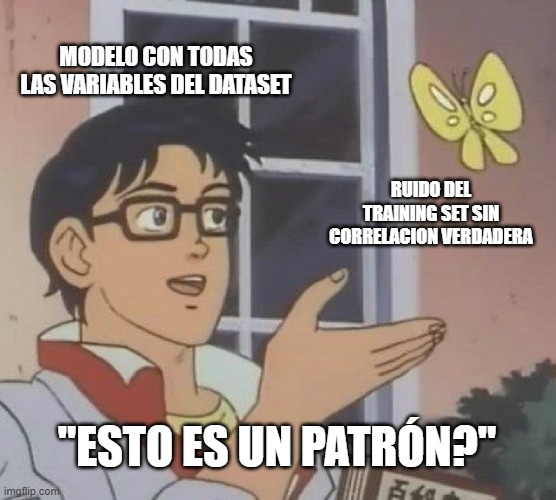 MODELO CON TODAS
LAS VARIABLES DEL DATASET
RUIDO DEL
TRAINING SET SIN
CORRELACION VERDADERA
"ESTO ES UN PATRÓN?"
imgflip.com